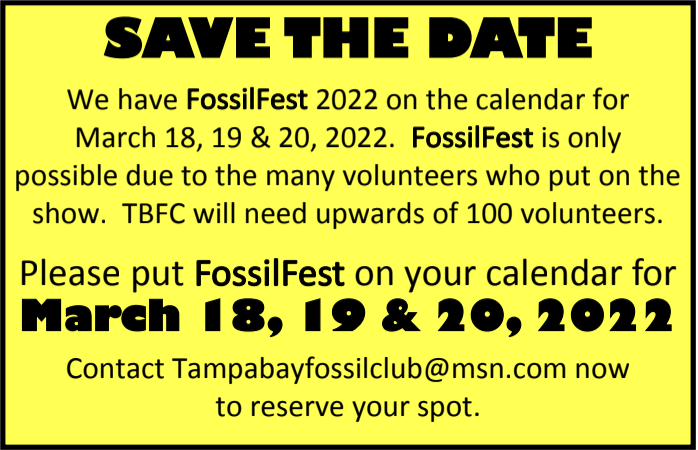 SAVE THE DATE
We have FossilFest 2022 on the calendar for
March 18, 19 & 20, 2022.  FossilFest is only
possible due to the many volunteers who put on the
show.  TBFC will need upwards of 100 volunteers.
Please put FossilFest on your calendar for
March 18, 19 & 20, 2022
Contact Tampabayfossilclub@msn.com now
to reserve your spot.